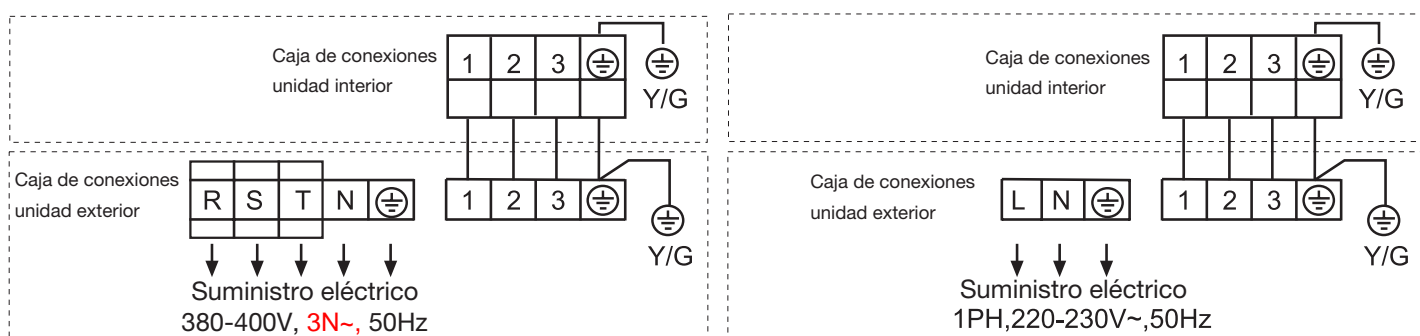 Caja de conexiones
unidad interior
1 2 3
Y/G
Caja de conexiones
unidad exterior
R S T N
1 2 3
Y/G
Suministro eléctrico
380-400V, 3N~, 50Hz
Caja de conexiones
unidad interior
1 2 3
Y/G
Caja de conexiones
unidad exterior
L N
1 2 3
Y/G
Suministro eléctrico
1PH,220-230V~,50Hz